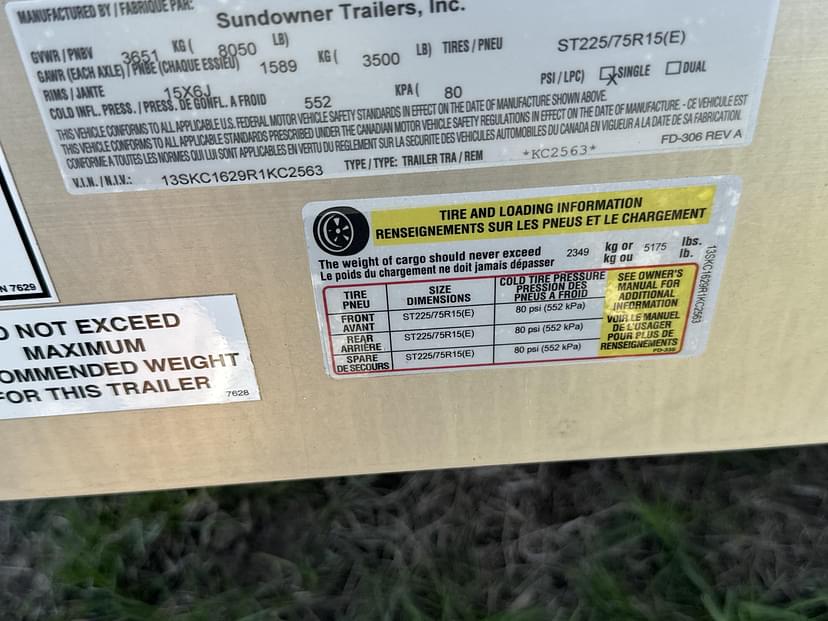 MANUFACTURED BY / FABRIQUE PAR: Sundowner Trailers, Inc.
GVWR / PNBV 3651 KG ( 8050 LB)
GAWR (EACH AXLE) / PNBE (CHAQUE ESSIEU) 1589 KG ( 3500 LB) TIRES / PNEU ST225/75R15(E)
RIMS / JANTE 15X6J
COLD INFL. PRESS. / PRESS. DE GONFL. A FROID 552 KPA ( 80 PSI / LPC) X SINGLE DUAL
THIS VEHICLE CONFORMS TO ALL APPLICABLE U.S. FEDERAL MOTOR VEHICLE SAFETY STANDARDS IN EFFECT ON THE DATE OF MANUFACTURE SHOWN ABOVE.
THIS VEHICLE CONFORMS TO ALL APPLICABLE STANDARDS PRESCRIBED UNDER THE CANADIAN MOTOR VEHICLE SAFETY REGULATIONS IN EFFECT ON THE DATE OF MANUFACTURE. - CE VEHICULE EST
CONFORME A TOUTES LES NORMES QUI LUI SONT APPLICABLES EN VERTU DU REGLEMENT SUR LA SECURITE DES VEHICULES AUTOMOBILES DU CANADA EN VIGUEUR A LA DATE DE SA FABRICATION.
V.I.N. / N.I.V.: 13SKC1629R1KC2563 TYPE / TYPE: TRAILER TRA / REM *KC2563* FD-306 REV A
TIRE AND LOADING INFORMATION
RENSEIGNEMENTS SUR LES PNEUS ET LE CHARGEMENT
The weight of cargo should never exceed 2349 kg or 5175 lbs.
Le poids du chargement ne doit jamais dépasser kg ou lb.
TIRE
PNEU
SIZE
DIMENSIONS
COLD TIRE PRESSURE
PRESSION DES
PNEUS A FROID
FRONT
AVANT
ST225/75R15(E)
80 psi (552 kPa)
REAR
ARRIÈRE
ST225/75R15(E)
80 psi (552 kPa)
SPARE
DE SECOURS
ST225/75R15(E)
80 psi (552 kPa)
SEE OWNER'S
MANUAL FOR
ADDITIONAL
INFORMATION
VOIR LE MANUEL
DE L'USAGER
POUR PLUS DE
RENSEIGNEMENTS
FD-335
13SKC1629R1KC2563
N 7629
O NOT EXCEED
MAXIMUM
OMMENDED WEIGHT
FOR THIS TRAILER
7628